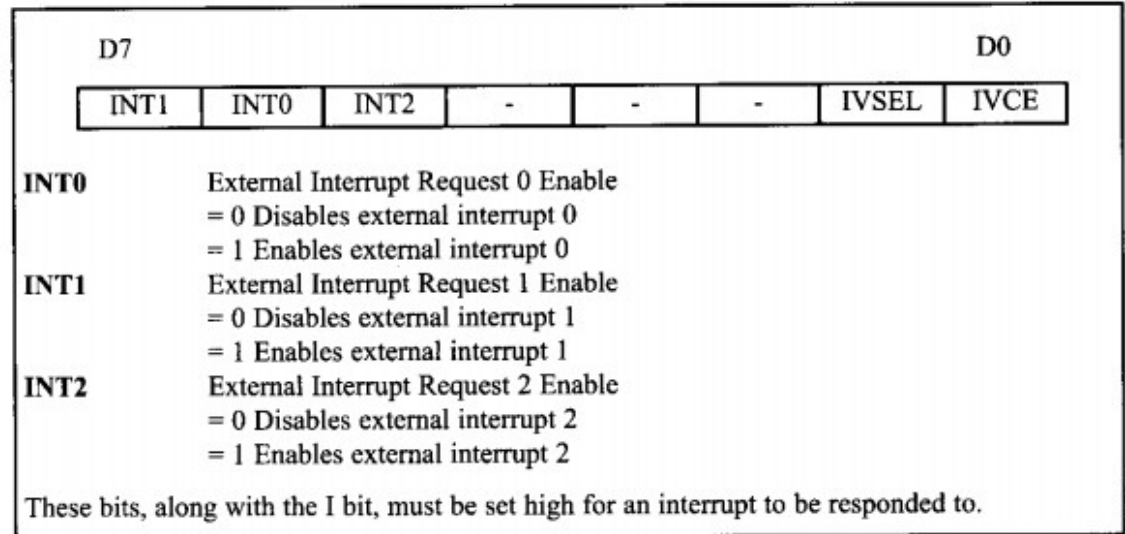 D7 D0
INT1 INT0 INT2 - - - IVSEL IVCE
INT0 External Interrupt Request 0 Enable
= 0 Disables external interrupt 0
= 1 Enables external interrupt 0
INT1 External Interrupt Request 1 Enable
= 0 Disables external interrupt 1
= 1 Enables external interrupt 1
INT2 External Interrupt Request 2 Enable
= 0 Disables external interrupt 2
= 1 Enables external interrupt 2
These bits, along with the I bit, must be set high for an interrupt to be responded to.